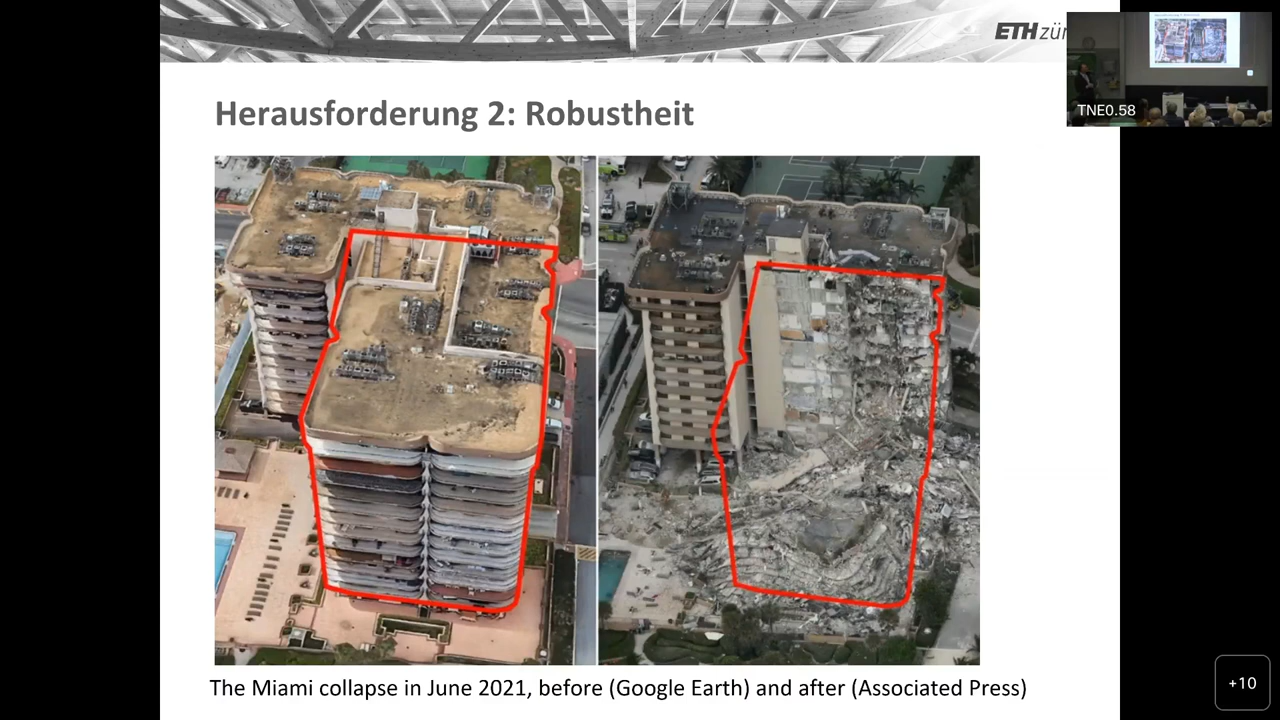 ETH zür
TNE0.58
Herausforderung 2: Robustheit
The Miami collapse in June 2021, before (Google Earth) and after (Associated Press)
+10